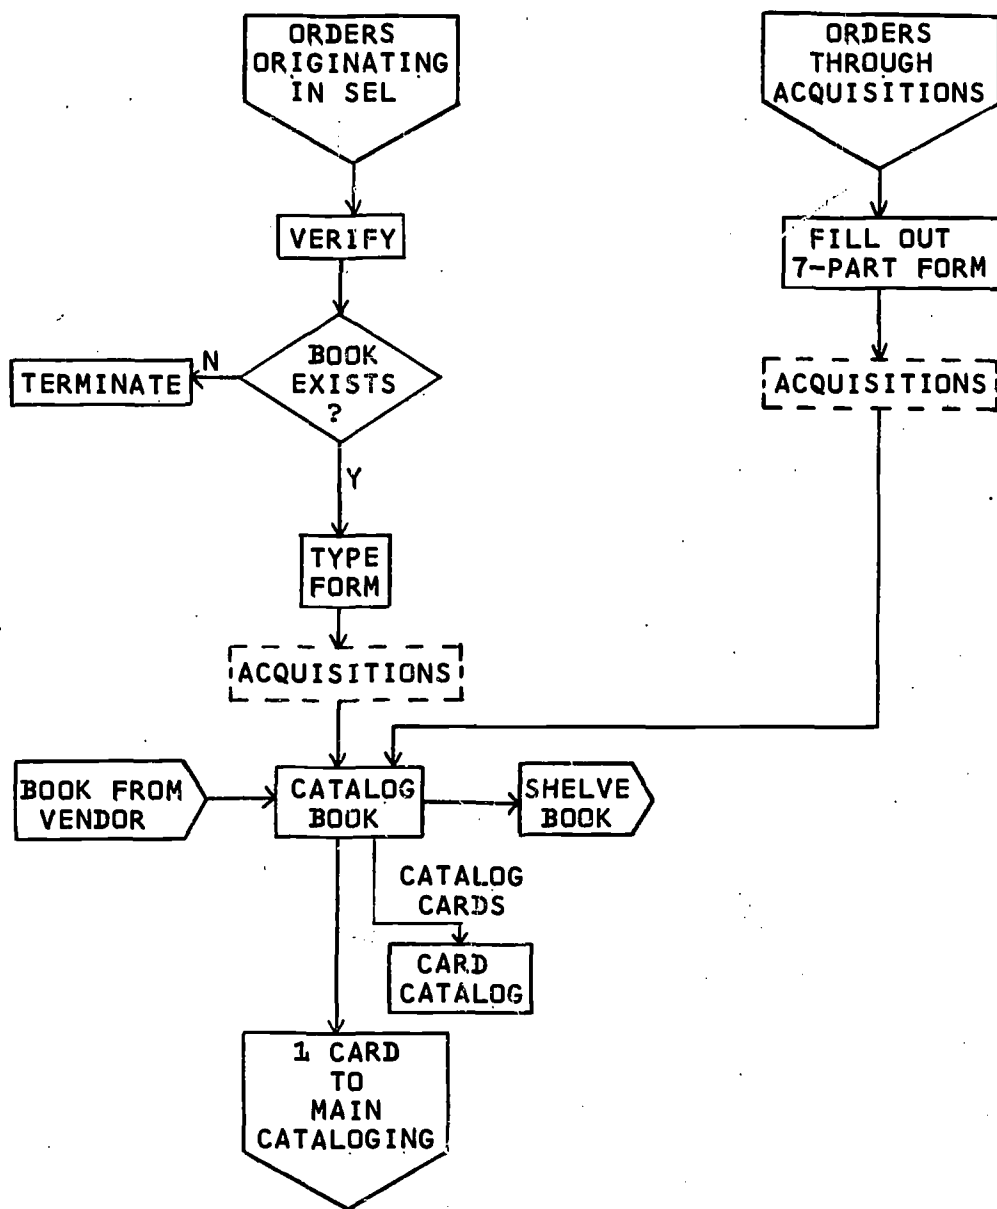 ORDERS
ORIGINATING
IN SEL
ORDERS
THROUGH
ACQUISITIONS
VERIFY
FILL OUT
7-PART FORM
BOOK
EXISTS
?
N
TERMINATE
ACQUISITIONS
Y
TYPE
FORM
ACQUISITIONS
BOOK FROM
VENDOR
CATALOG
BOOK
SHELVE
BOOK
CATALOG
CARDS
CARD
CATALOG
1 CARD
TO
MAIN
CATALOGING